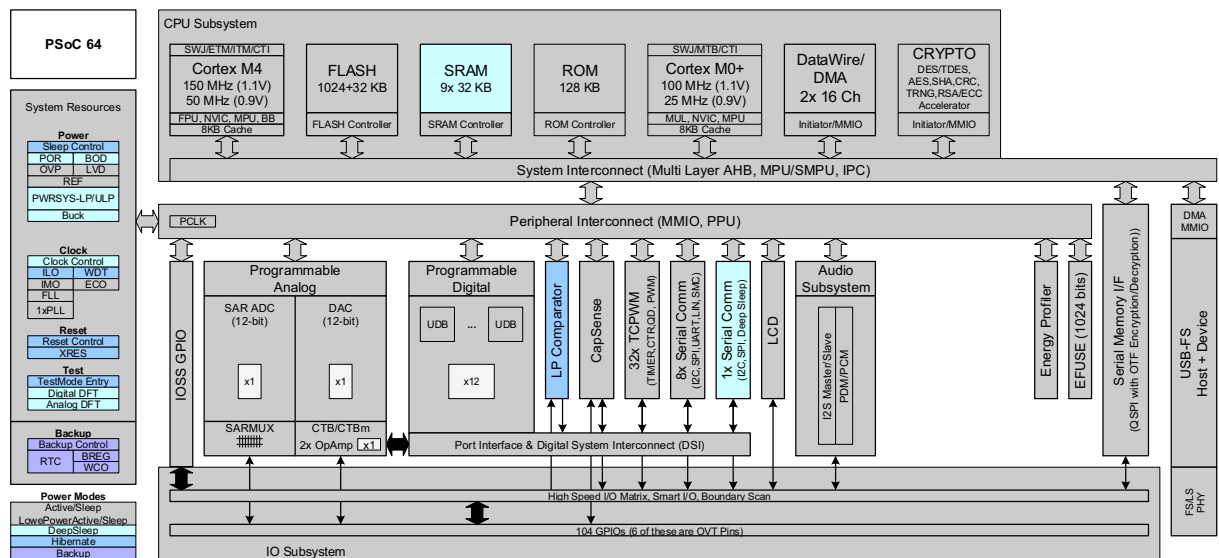 PSoC 64
CPU Subsystem
SWJ/ETM/ITM/CTI
Cortex M4
150 MHz (1.1V)
50 MHz (0.9V)
FPU, NVIC, MPU, BB
8KB Cache
FLASH
1024+32 KB
FLASH Controller
SRAM
9x 32 KB
SRAM Controller
ROM
128 KB
ROM Controller
SWJ/MTB/CTI
Cortex M0+
100 MHz (1.1V)
25 MHz (0.9V)
MUL, NVIC, MPU
8KB Cache
DataWire/
DMA
2x 16 Ch
Initiator/MMIO
CRYPTO
DES/TDES,
AES,SHA,CRC,
TRNG,RSA/ECC
Accelerator
Initiator/MMIO
System Interconnect (Multi Layer AHB, MPU/SMPU, IPC)
PCLK
Peripheral Interconnect (MMIO, PPU)
System Resources
Power
Sleep Control
POR BOD
OVP LVD
REF
PWRSYS-LP/ULP
Buck
Clock
Clock Control
ILO WDT
IMO ECO
FLL
1xPLL
Reset
Reset Control
XRES
Test
TestMode Entry
Digital DFT
Analog DFT
Backup
Backup Control
RTC BREG
WCO
Power Modes
Active/Sleep
LowePowerActive/Sleep
DeepSleep
Hibernate
Backup
IOSS GPIO
Programmable
Analog
SAR ADC
(12-bit)
x1
DAC
(12-bit)
x1
SARMUX
CTB/CTBm
2x OpAmp x1
Programmable
Digital
UDB ... UDB
x12
LP Comparator
CapSense
32x TCPWM
(TIMER,CTR,QD, PWM)
8x Serial Comm
(I2C,SPI,UART,LIN,SMC)
1x Serial Comm
(I2C, SPI, Deep Sleep)
LCD
Audio
Subsystem
I2S Master/Slave
PDM/PCM
Energy Profiler
EFUSE (1024 bits)
Serial Memory I/F
(QSPI with OTF Encryption/Decryption))
DMA
MMIO
USB-FS
Host + Device
FS/LS
PHY
Port Interface & Digital System Interconnect (DSI)
High Speed I/O Matrix, Smart I/O, Boundary Scan
104 GPIOs (6 of these are OVT Pins)
IO Subsystem